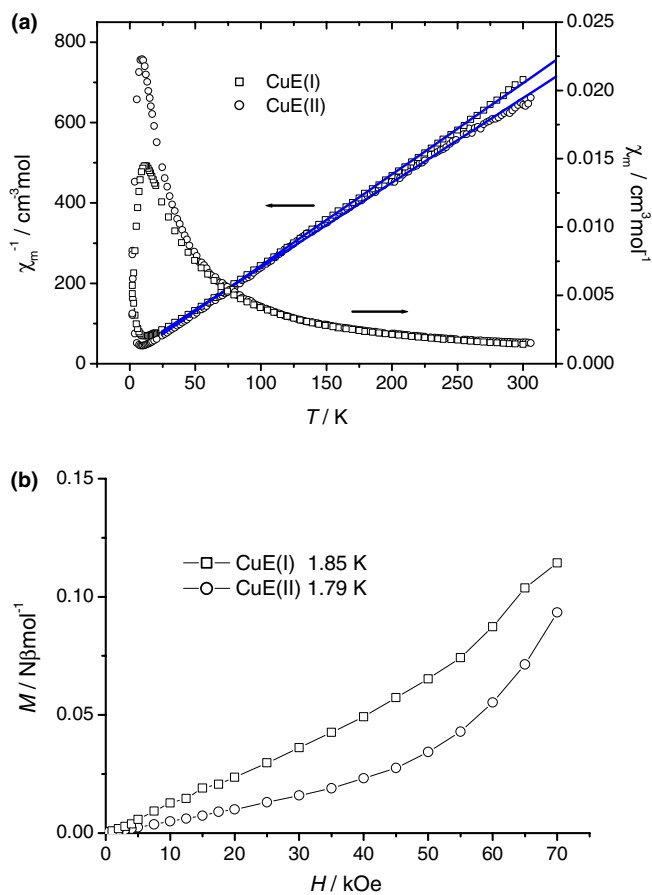 (a)
800
600
400
200
0
χm⁻¹ / cm³mol
CuE(I)
CuE(II)
0.025
0.020
0.015
0.010
0.005
0.000
χm / cm³mol⁻¹
0 50 100 150 200 250 300
T / K
(b)
0.15
0.10
0.05
0.00
M / Nβmol⁻¹
CuE(I) 1.85 K
CuE(II) 1.79 K
10 20 30 40 50 60 70
H / kOe